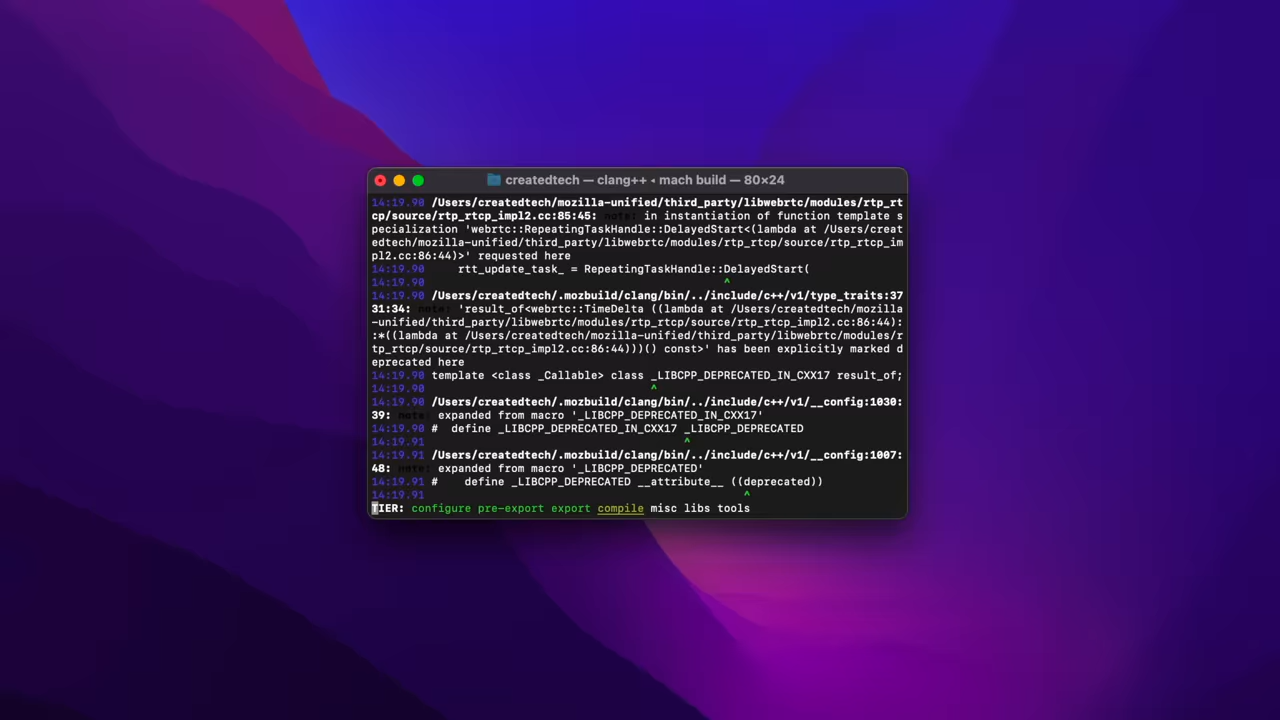 createdtech — clang++ ◂ mach build — 80×24
14:19.90 /Users/createdtech/mozilla-unified/third_party/libwebrtc/modules/rtp_rt
cp/source/rtp_rtcp_impl2.cc:85:45: note: in instantiation of function template s
pecialization 'webrtc::RepeatingTaskHandle::DelayedStart<(lambda at /Users/creat
edtech/mozilla-unified/third_party/libwebrtc/modules/rtp_rtcp/source/rtp_rtcp_im
pl2.cc:86:44)>' requested here
14:19.90     rtt_update_task_ = RepeatingTaskHandle::DelayedStart(
14:19.90                                             ^
14:19.90 /Users/createdtech/.mozbuild/clang/bin/../include/c++/v1/type_traits:37
31:34: note: 'result_of<webrtc::TimeDelta ((lambda at /Users/createdtech/mozilla
-unified/third_party/libwebrtc/modules/rtp_rtcp/source/rtp_rtcp_impl2.cc:86:44):
:*((lambda at /Users/createdtech/mozilla-unified/third_party/libwebrtc/modules/r
tp_rtcp/source/rtp_rtcp_impl2.cc:86:44)))() const>' has been explicitly marked d
eprecated here
14:19.90 template <class _Callable> class _LIBCPP_DEPRECATED_IN_CXX17 result_of;
14:19.90                                  ^
14:19.90 /Users/createdtech/.mozbuild/clang/bin/../include/c++/v1/__config:1030:
39: note: expanded from macro '_LIBCPP_DEPRECATED_IN_CXX17'
14:19.90 #  define _LIBCPP_DEPRECATED_IN_CXX17 _LIBCPP_DEPRECATED
14:19.91                                       ^
14:19.91 /Users/createdtech/.mozbuild/clang/bin/../include/c++/v1/__config:1007:
48: note: expanded from macro '_LIBCPP_DEPRECATED'
14:19.91 #    define _LIBCPP_DEPRECATED __attribute__ ((deprecated))
14:19.91                                                ^
TIER: configure pre-export export compile misc libs tools